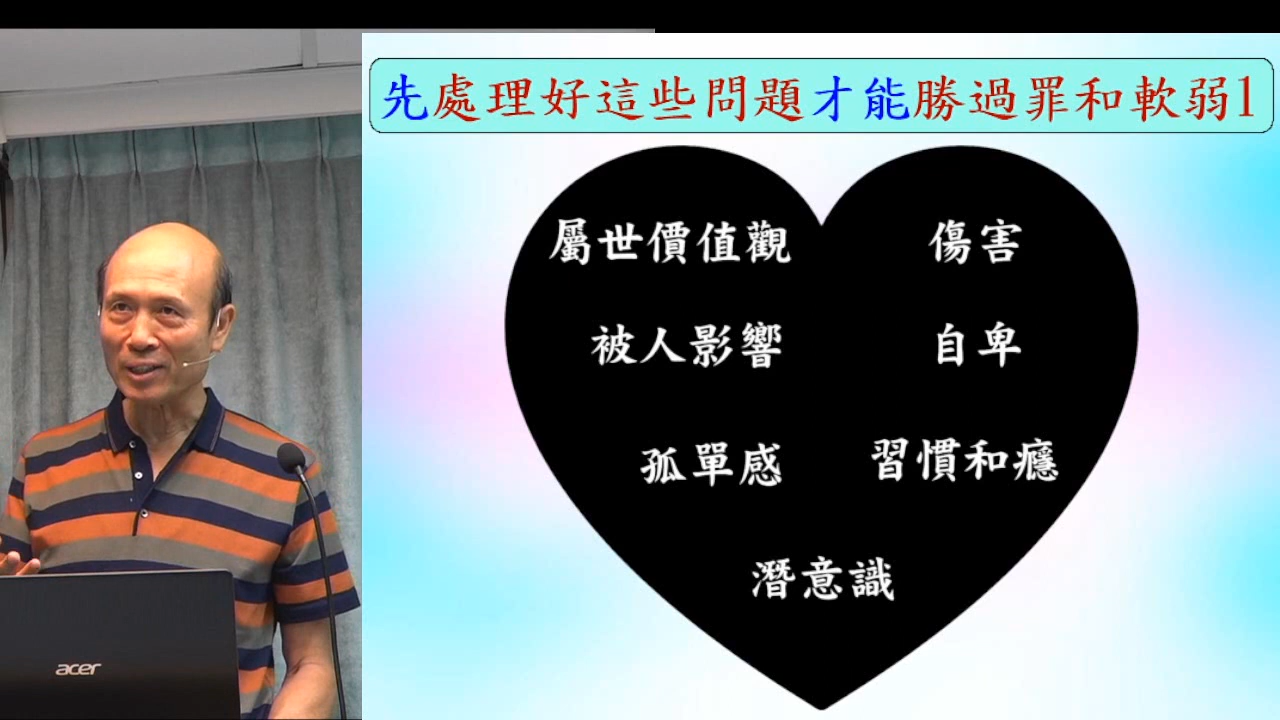 先處理好這些問題才能勝過罪和軟弱1
屬世價值觀 傷害
被人影響 自卑
孤單感 習慣和癮
潛意識
acer